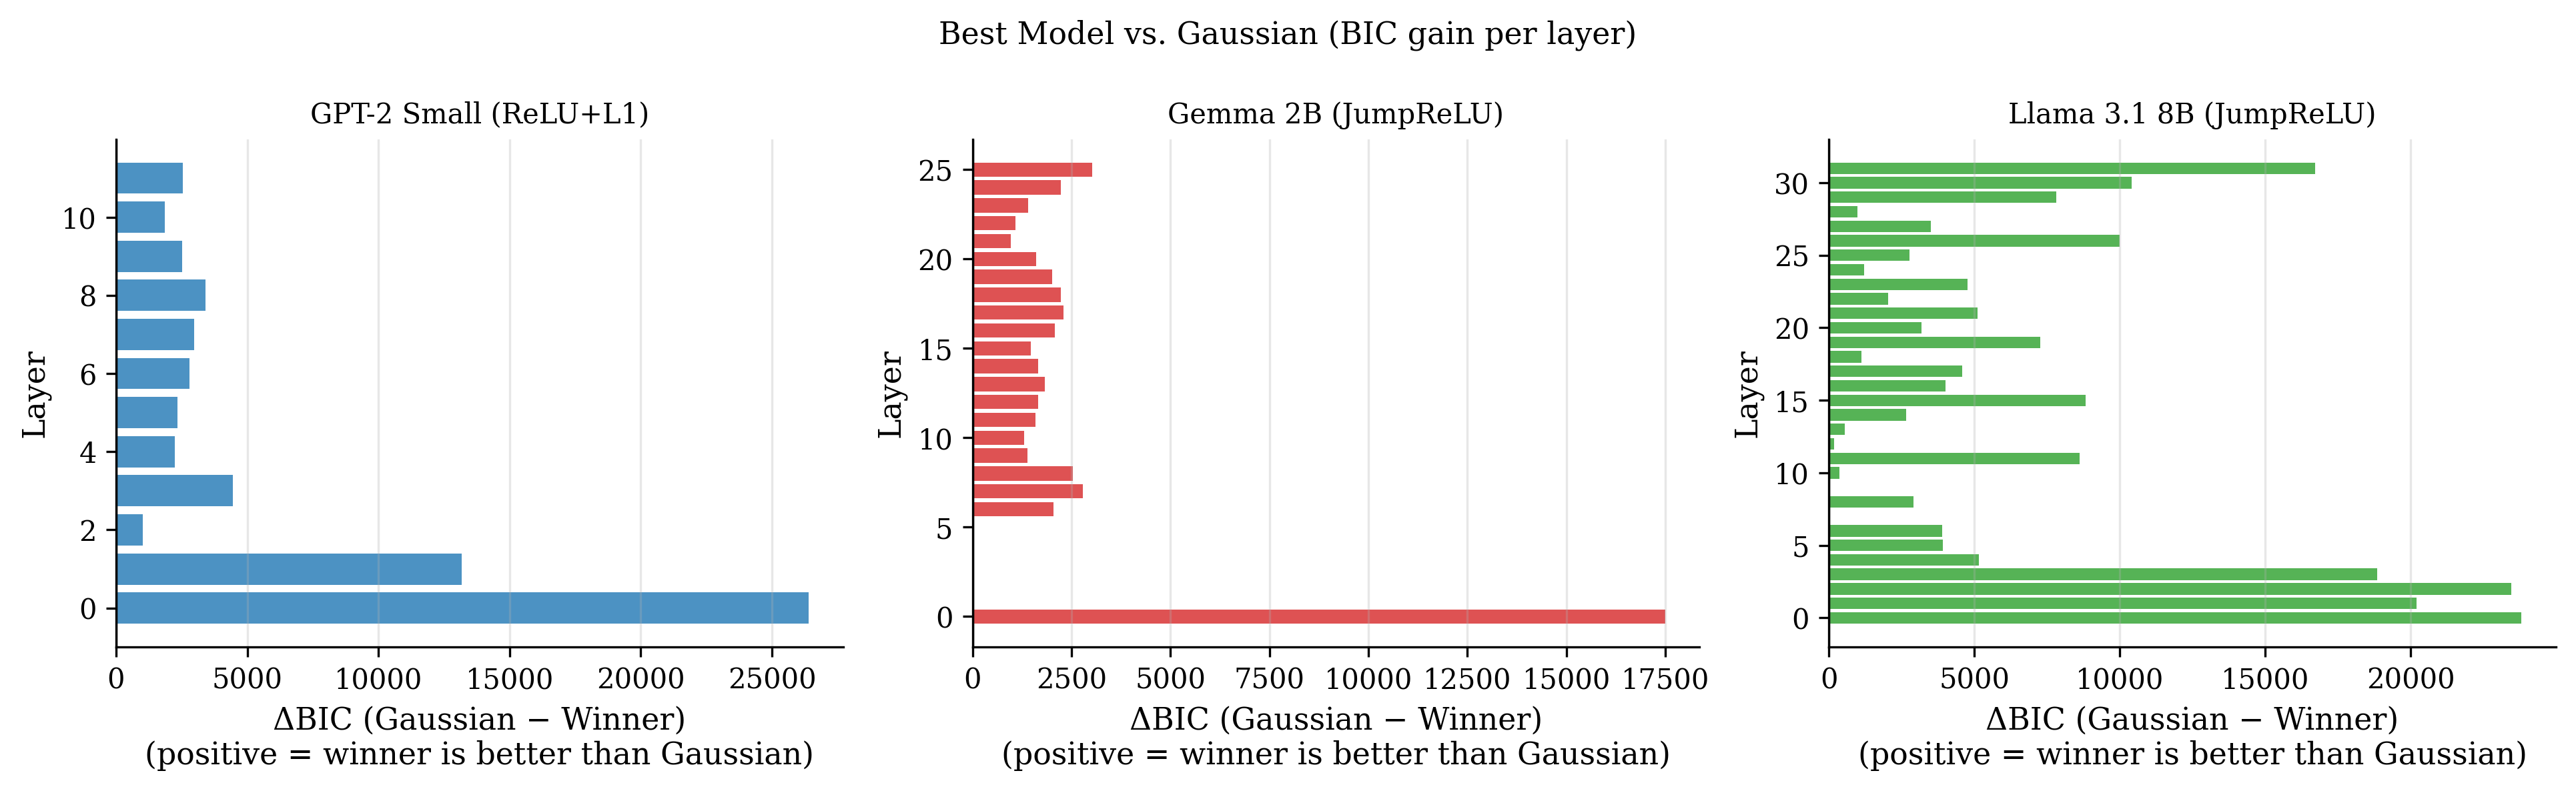 Best Model vs. Gaussian (BIC gain per layer)
GPT-2 Small (ReLU+L1)
Layer
10
8
6
4
2
0
0 5000 10000 15000 20000 25000
ΔBIC (Gaussian − Winner)
(positive = winner is better than Gaussian)
Gemma 2B (JumpReLU)
Layer
25
20
15
10
5
0
0 2500 5000 7500 10000 12500 15000 17500
ΔBIC (Gaussian − Winner)
(positive = winner is better than Gaussian)
Llama 3.1 8B (JumpReLU)
Layer
30
25
20
15
10
5
0
0 5000 10000 15000 20000
ΔBIC (Gaussian − Winner)
(positive = winner is better than Gaussian)